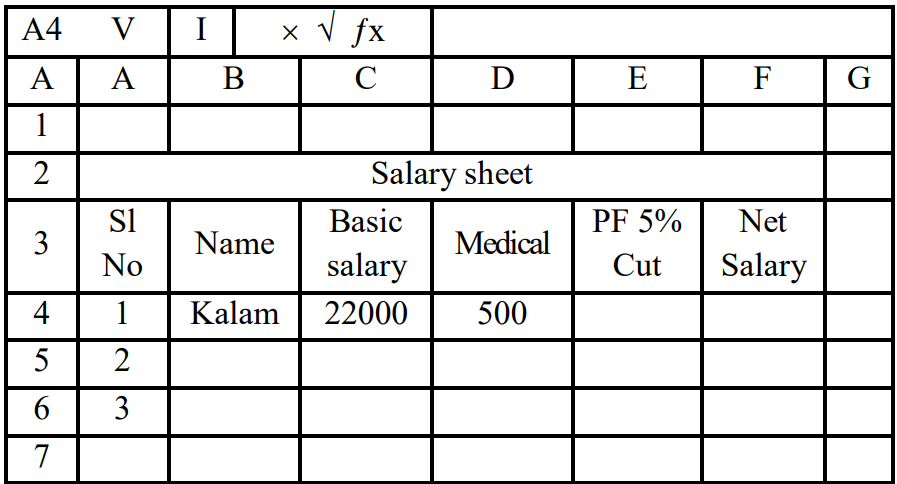 A4 V I × √ ƒx
A A B C D E F G
1
2 Salary sheet
3 Sl No Name Basic salary Medical PF 5% Cut Net Salary
4 1 Kalam 22000 500
5 2
6 3
7